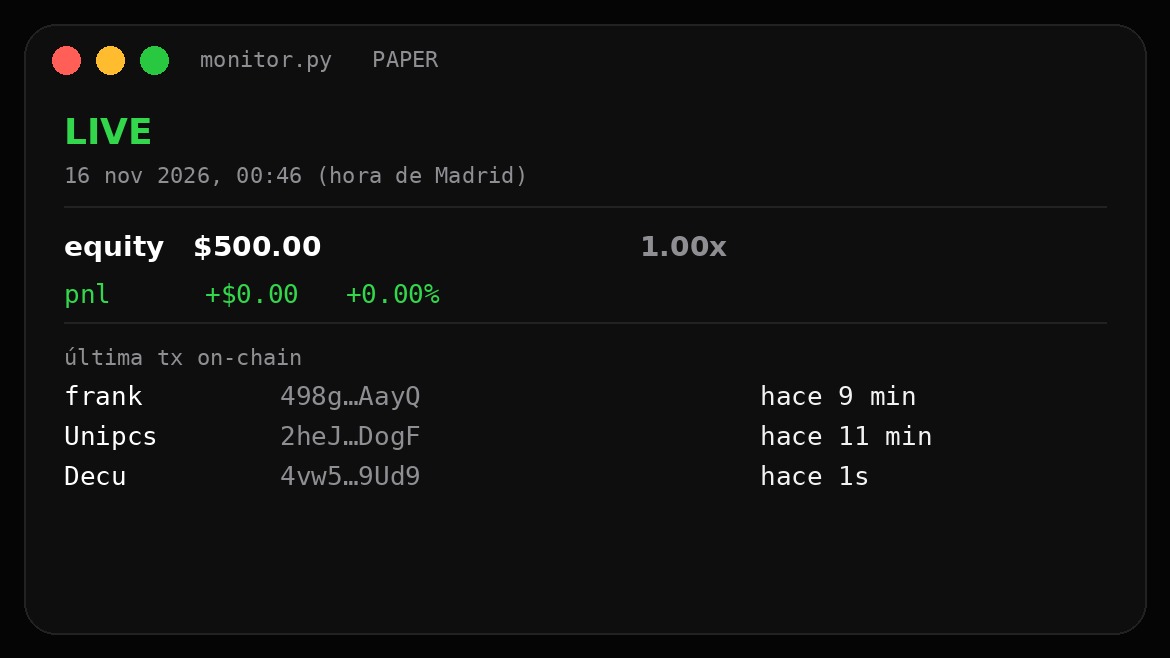 monitor.py PAPER
LIVE
16 nov 2026, 00:46 (hora de Madrid)
equity $500.00 1.00x
pnl +$0.00 +0.00%
última tx on-chain
frank 498g…AayQ hace 9 min
Unipcs 2heJ…DogF hace 11 min
Decu 4vw5…9Ud9 hace 1s